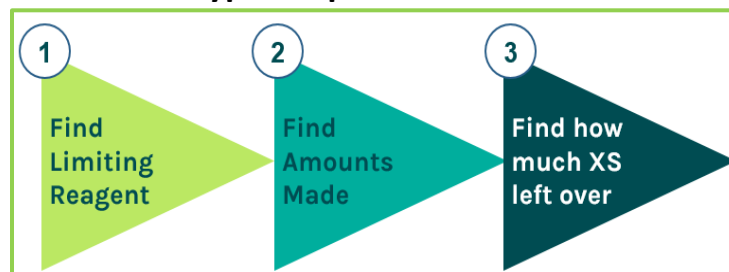 1
Find
Limiting
Reagent
2
Find
Amounts
Made
3
Find how
much XS
left over